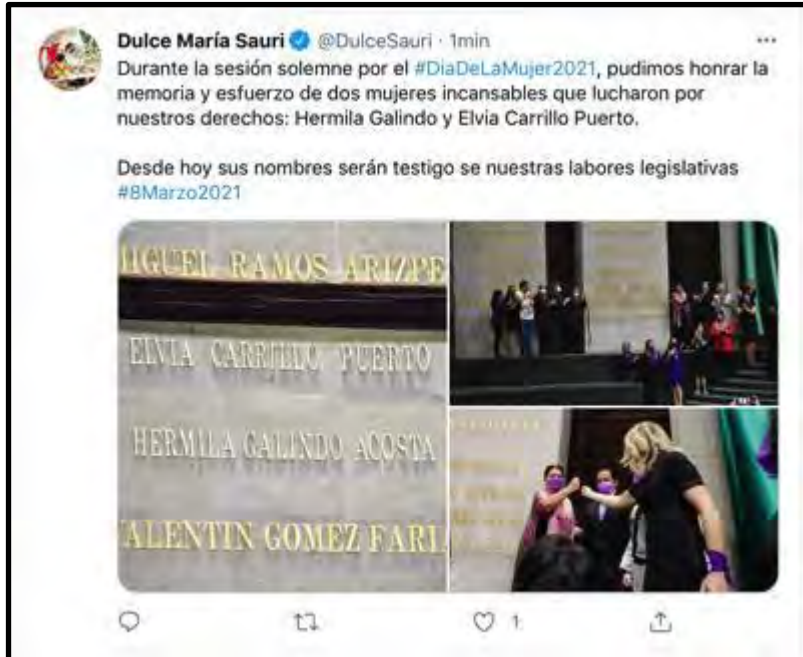 Dulce María Sauri @DulceSauri · 1min
Durante la sesión solemne por el #DiaDeLaMujer2021, pudimos honrar la
memoria y esfuerzo de dos mujeres incansables que lucharon por
nuestros derechos: Hermila Galindo y Elvia Carrillo Puerto.
Desde hoy sus nombres serán testigo se nuestras labores legislativas
#8Marzo2021
MIGUEL RAMOS ARIZPE
ELVIA CARRILLO PUERTO
HERMILA GALINDO ACOSTA
VALENTIN GOMEZ FARI
1